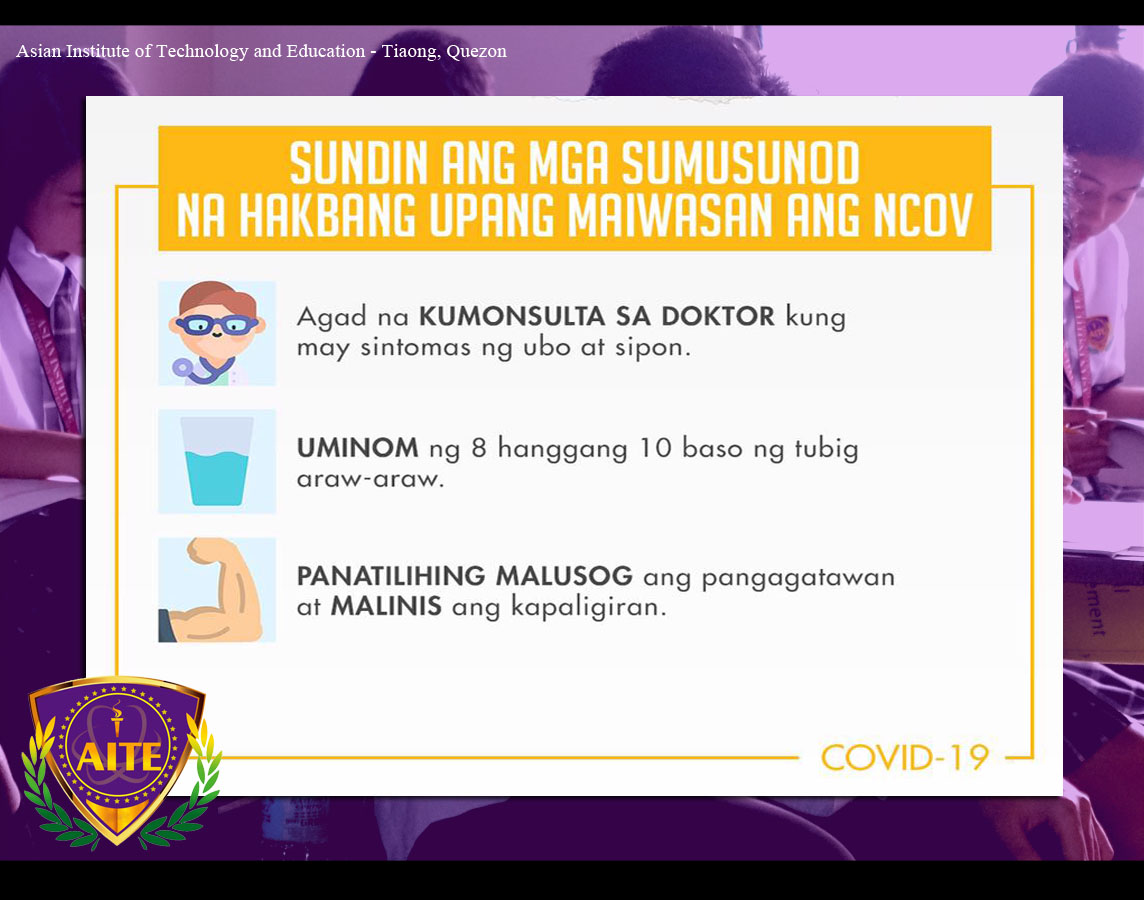 Asian Institute of Technology and Education - Tiaong, Quezon
SUNDIN ANG MGA SUMUSUNOD
NA HAKBANG UPANG MAIWASAN ANG NCOV
Agad na KUMONSULTA SA DOKTOR kung
may sintomas ng ubo at sipon.
UMINOM ng 8 hanggang 10 baso ng tubig
araw-araw.
PANATILIHING MALUSOG ang pangagatawan
at MALINIS ang kapaligiran.
AITE
COVID-19